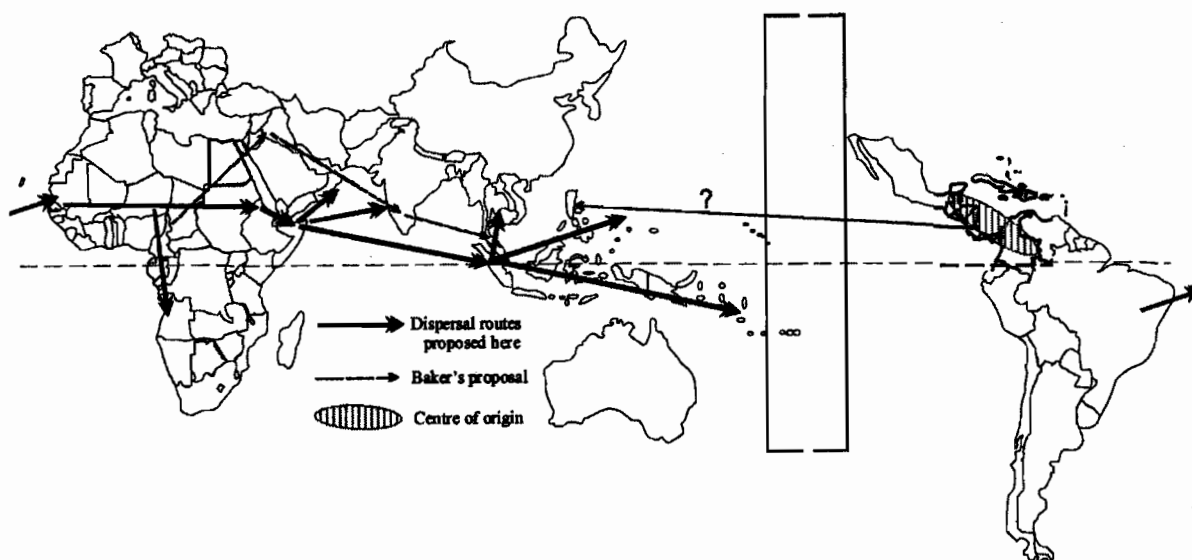 ?
Dispersal routes
proposed here
Baker's proposal
Centre of origin